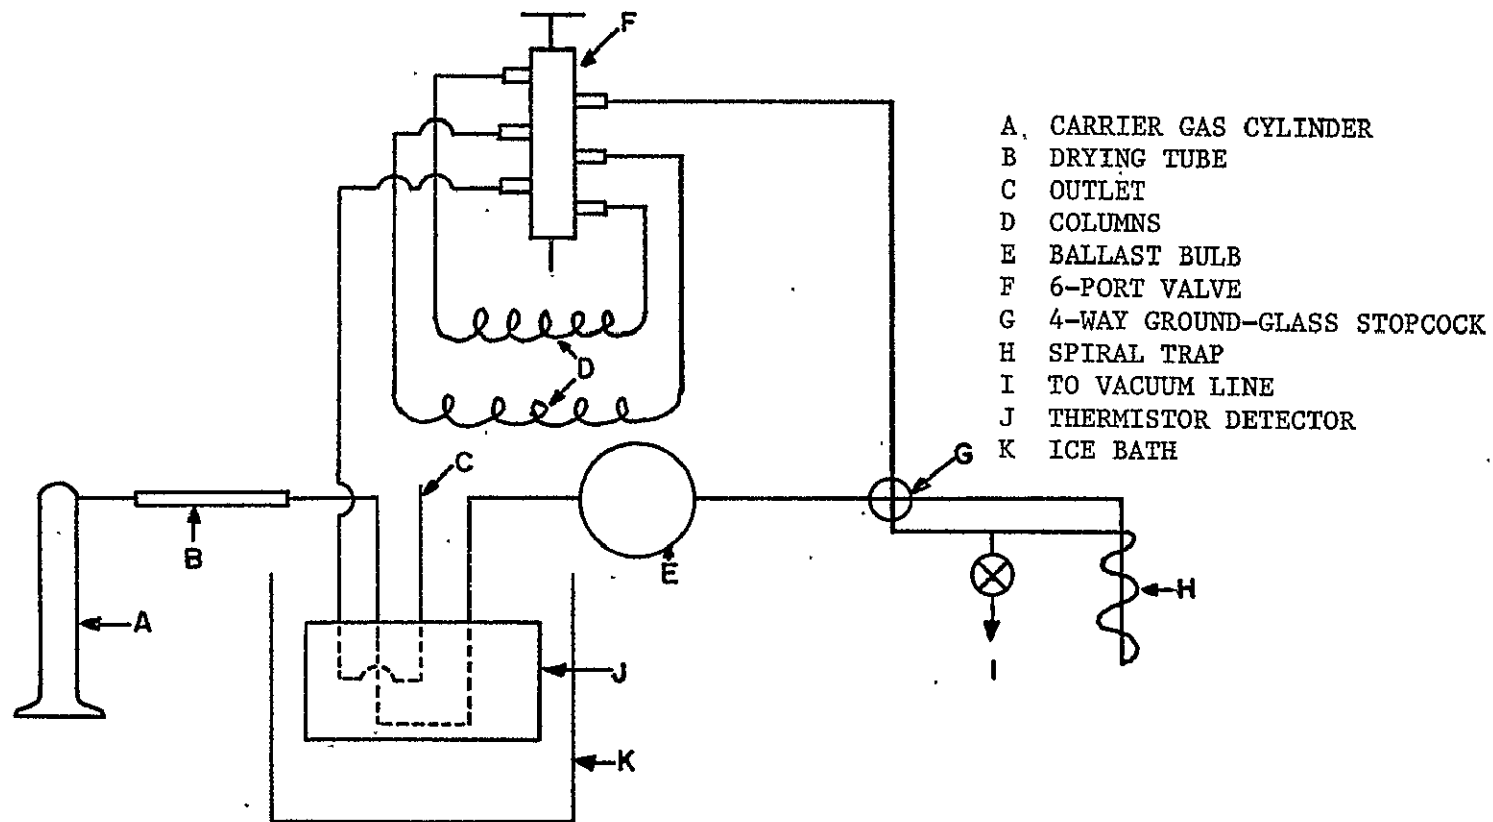 F
A. CARRIER GAS CYLINDER
B DRYING TUBE
C OUTLET
D COLUMNS
E BALLAST BULB
F 6-PORT VALVE
G 4-WAY GROUND-GLASS STOPCOCK
H SPIRAL TRAP
I TO VACUUM LINE
J THERMISTOR DETECTOR
K ICE BATH
D
C
G
B
E
A
H
I
J
K